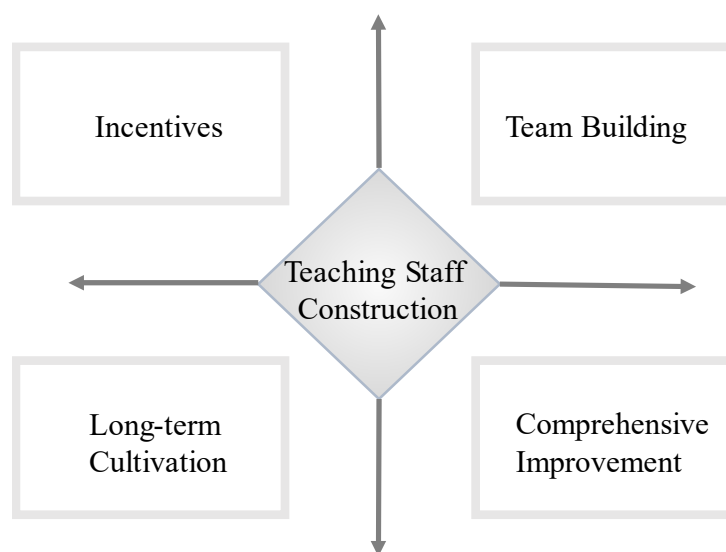 Incentives
Team Building
Teaching Staff
Construction
Long-term
Cultivation
Comprehensive
Improvement